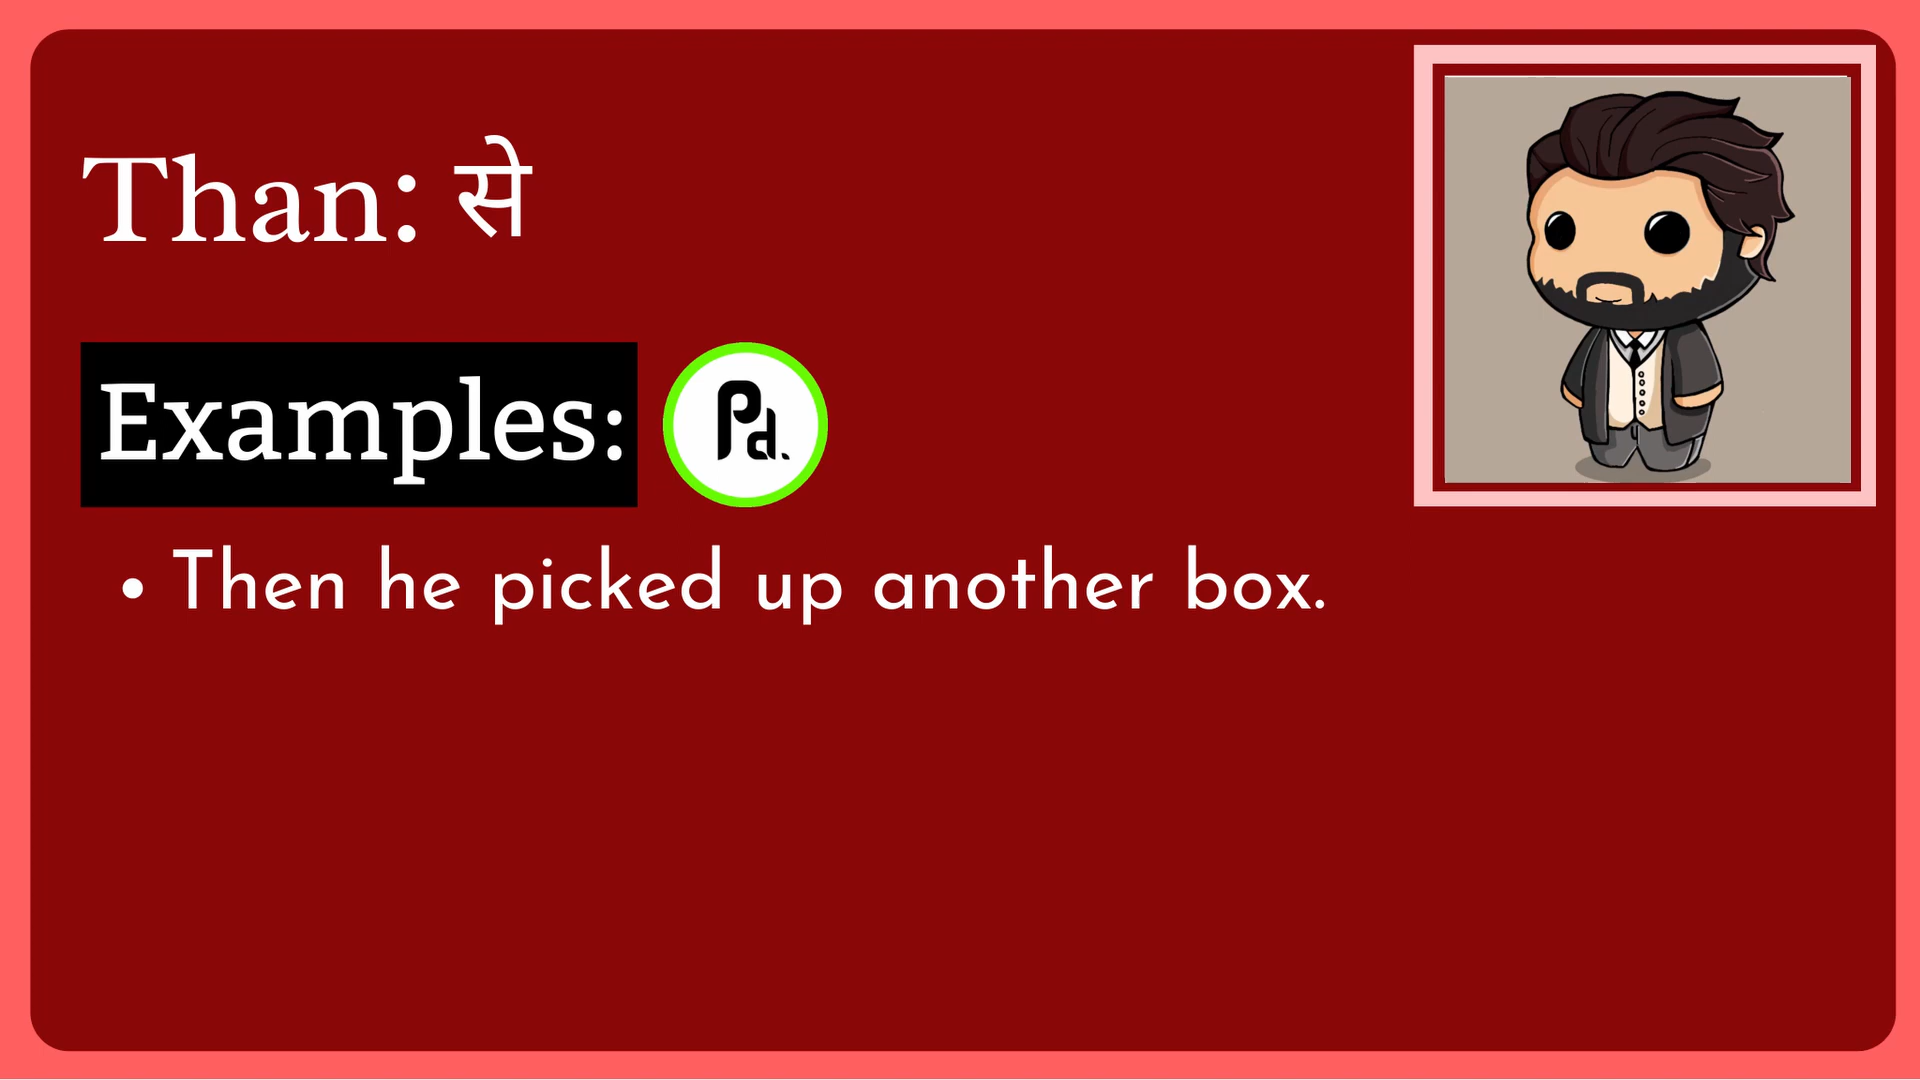 Than: से
Examples:
Pd.
• Then he picked up another box.